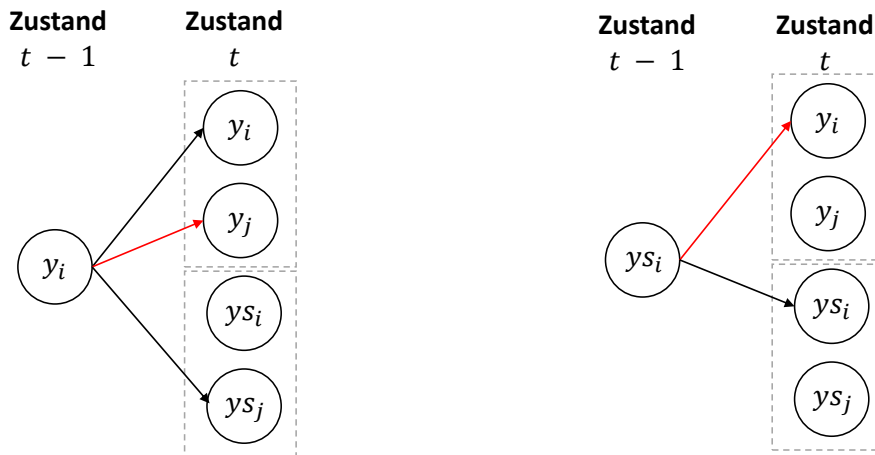 Zustand
t − 1
Zustand
t
y_i
y_i
y_j
ys_i
ys_j
Zustand
t − 1
Zustand
t
ys_i
y_i
y_j
ys_i
ys_j